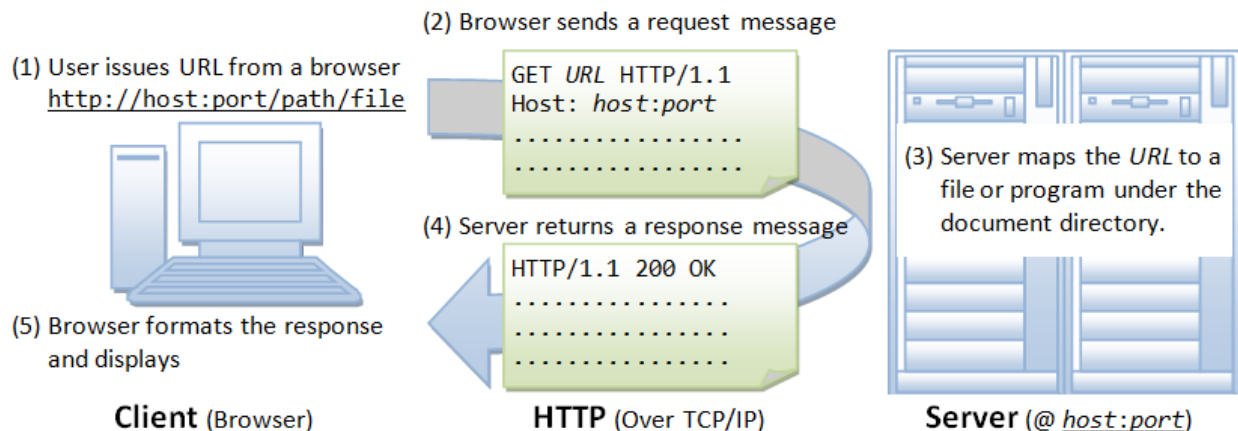 (2) Browser sends a request message
(1) User issues URL from a browser
http://host:port/path/file
GET URL HTTP/1.1
Host: host:port
..................
..................
(3) Server maps the URL to a
file or program under the
document directory.
(4) Server returns a response message
HTTP/1.1 200 OK
.................
.................
.................
(5) Browser formats the response
and displays
Client (Browser)
HTTP (Over TCP/IP)
Server (@ host:port)